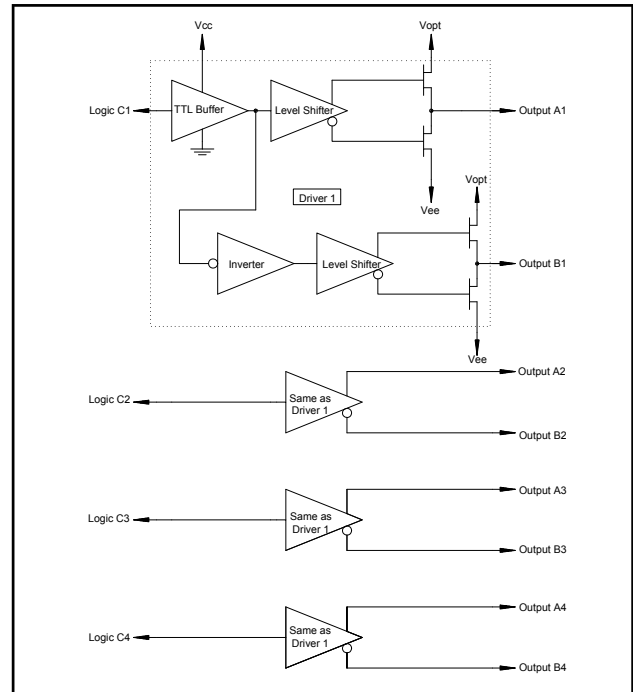 Vcc
Vopt
Logic C1
TTL Buffer
Level Shifter
Output A1
Driver 1
Vee
Vopt
Inverter
Level Shifter
Output B1
Vee
Output A2
Logic C2
Same as
Driver 1
Output B2
Output A3
Logic C3
Same as
Driver 1
Output B3
Output A4
Logic C4
Same as
Driver 1
Output B4